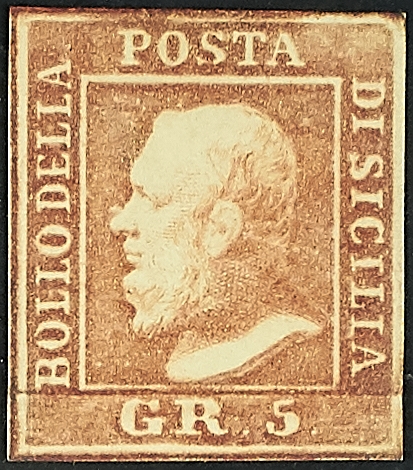 BOLLO DELLA
POSTA
DI SICILIA
GR. 5.